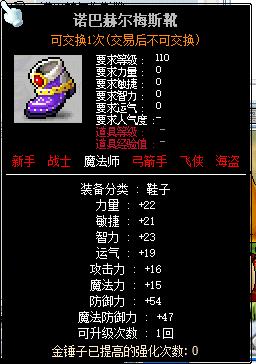 诺巴赫尔梅斯靴
可交换1次(交易后不可交换)
要求等级： 110
要求力量： 0
要求敏捷： 0
要求智力： 0
要求运气： 0
要求人气度： -
道具等级： -
道具经验值： -
新手 战士 魔法师 弓箭手 飞侠 海盗
装备分类：鞋子
力量：+22
敏捷：+21
智力：+23
运气：+19
攻击力：+16
魔法力：+15
防御力：+54
魔法防御力：+47
可升级次数：1回
金锤子已提高的强化次数：0